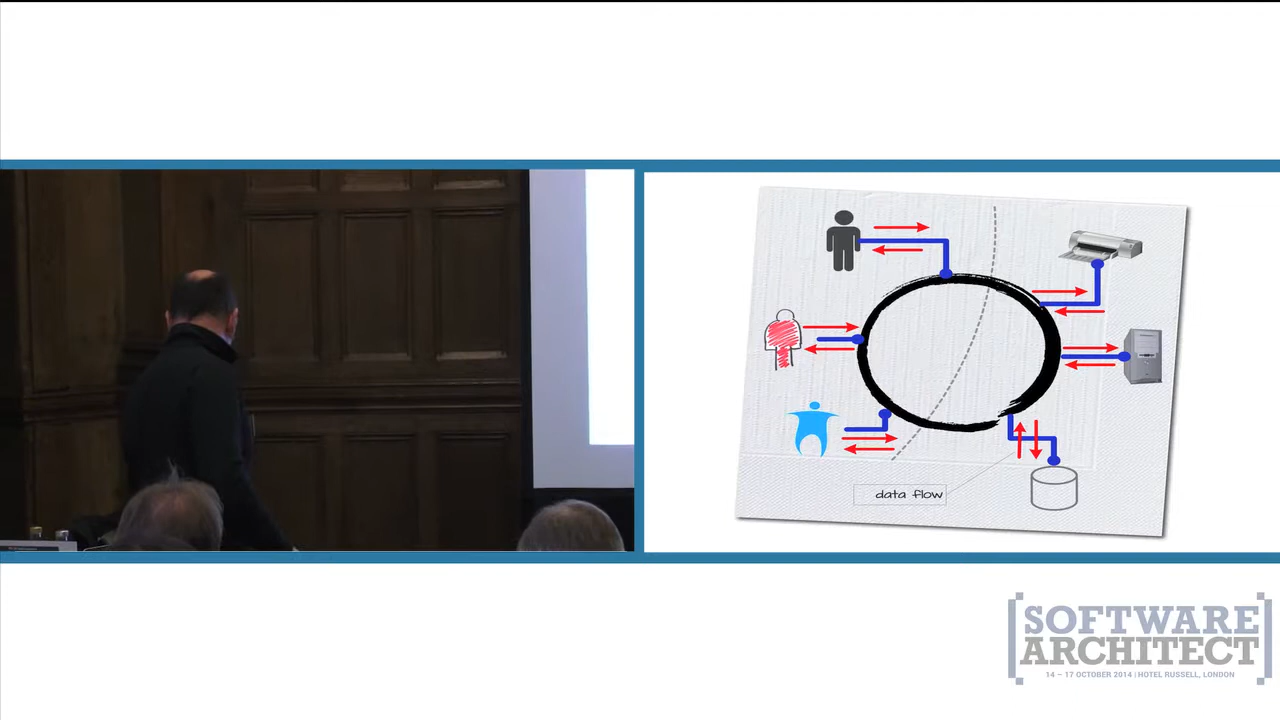 data flow
SOFTWARE
ARCHITECT
14 – 17 OCTOBER 2014 | HOTEL RUSSELL, LONDON